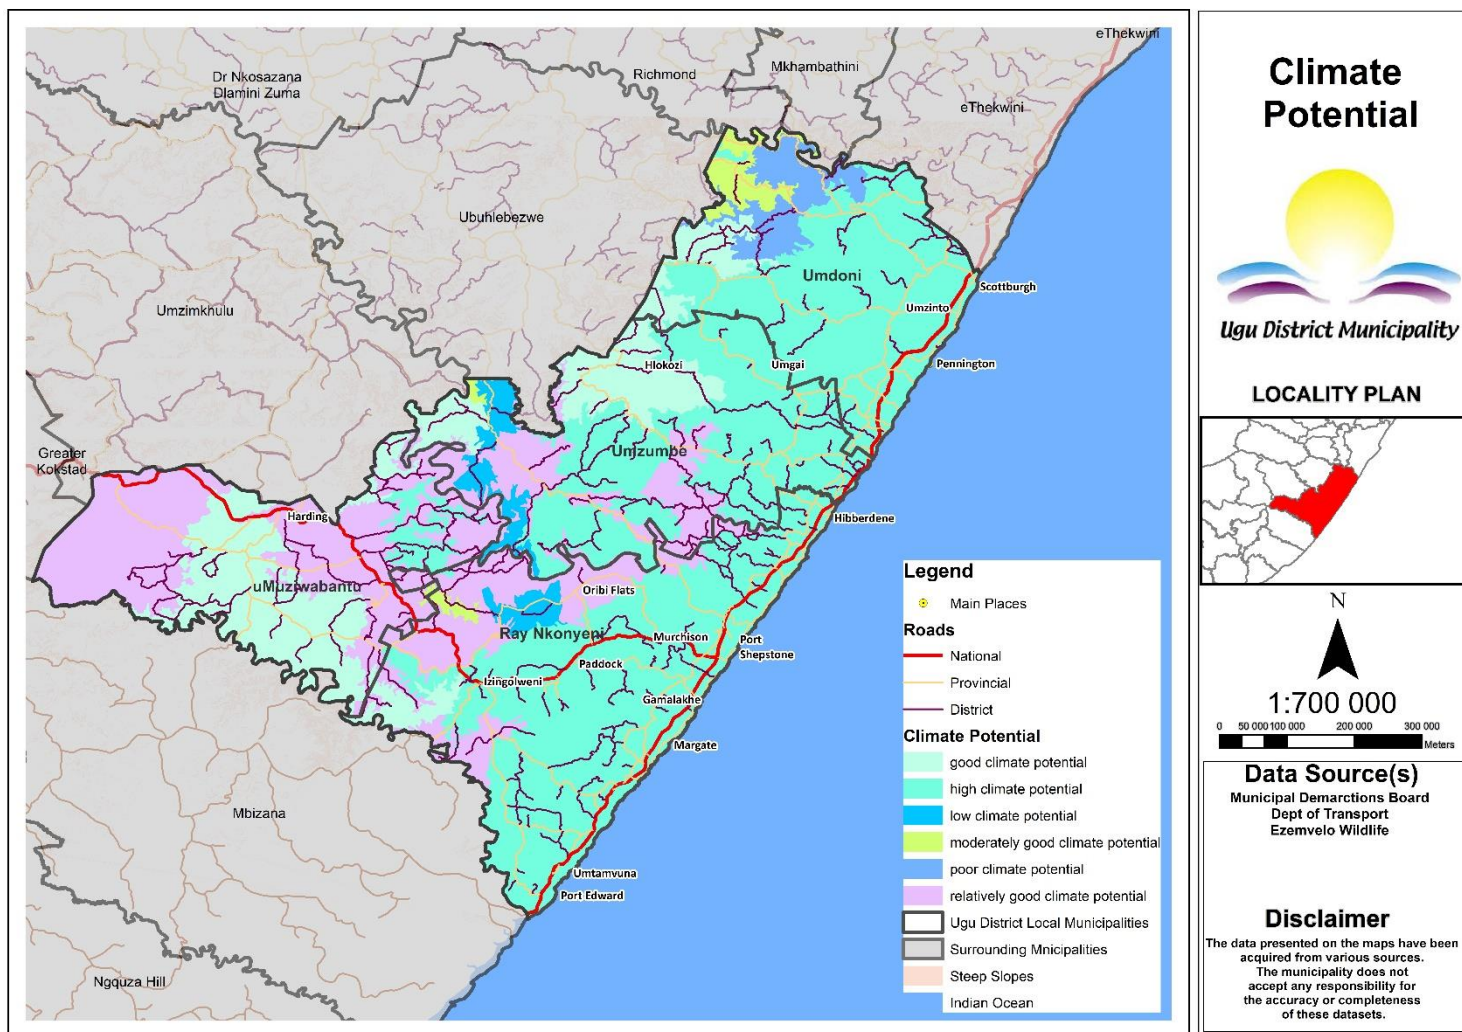 eThekwini
Dr Nkosazana
Dlamini Zuma
Richmond
Mkhambathini
eThekwini
Ubuhlebezwe
Umzimkhulu
Greater
Kokstad
Umdoni
Scottburgh
Umzinto
Pennington
Hlokozi
Umgai
Umzumbe
Hibberdene
Harding
uMuziwabantu
Oribi Flats
Ray Nkonyeni
Murchison
Port
Shepstone
Paddock
Izingolweni
Gamalakhe
Margate
Mbizana
Umtamvuna
Port Edward
Ngquza Hill
Legend
Main Places
Roads
National
Provincial
District
Climate Potential
good climate potential
high climate potential
low climate potential
moderately good climate potential
poor climate potential
relatively good climate potential
Ugu District Local Municipalities
Surrounding Mnicipalities
Steep Slopes
Indian Ocean
Climate
Potential
Ugu District Municipality
LOCALITY PLAN
N
1:700 000
0 50 000 100 000 200 000 300 000
Meters
Data Source(s)
Municipal Demarctions Board
Dept of Transport
Ezemvelo Wildlife
Disclaimer
The data presented on the maps have been
acquired from various sources.
The municipality does not
accept any responsibility for
the accuracy or completeness
of these datasets.